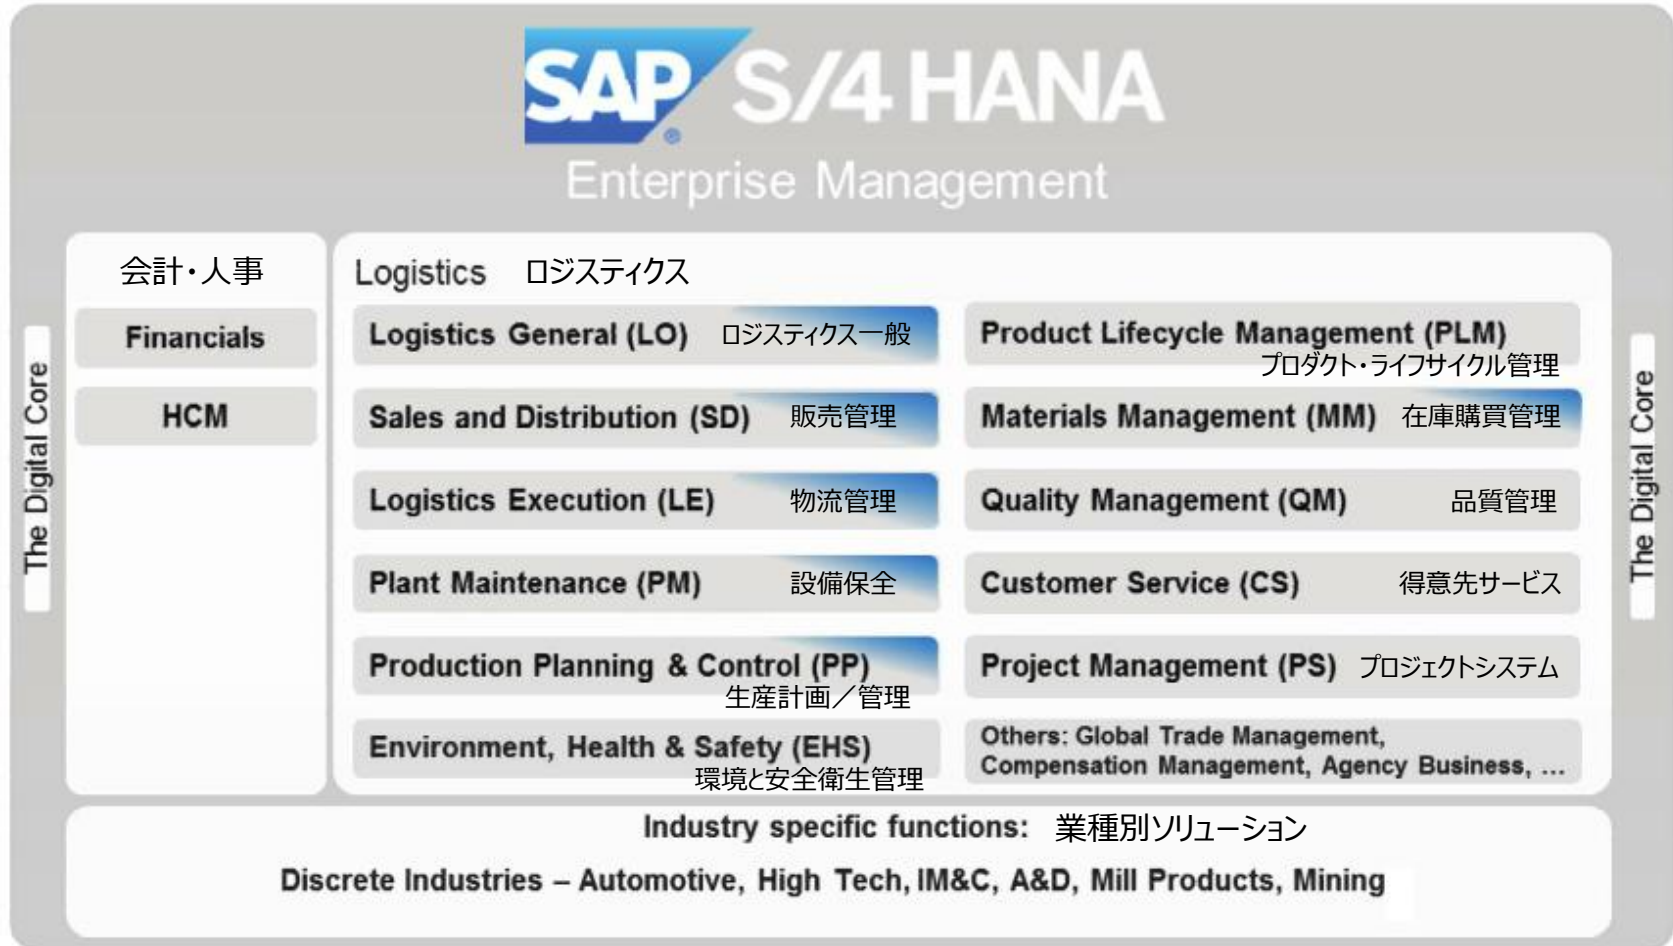 SAP® S/4 HANA
Enterprise Management
The Digital Core
会計・人事
Financials
HCM
Logistics ロジスティクス
Logistics General (LO) ロジスティクス一般
Sales and Distribution (SD) 販売管理
Logistics Execution (LE) 物流管理
Plant Maintenance (PM) 設備保全
Production Planning & Control (PP)
生産計画／管理
Environment, Health & Safety (EHS)
環境と安全衛生管理
Product Lifecycle Management (PLM)
プロダクト・ライフサイクル管理
Materials Management (MM) 在庫購買管理
Quality Management (QM) 品質管理
Customer Service (CS) 得意先サービス
Project Management (PS) プロジェクトシステム
Others: Global Trade Management,
Compensation Management, Agency Business, ...
The Digital Core
Industry specific functions: 業種別ソリューション
Discrete Industries – Automotive, High Tech, IM&C, A&D, Mill Products, Mining